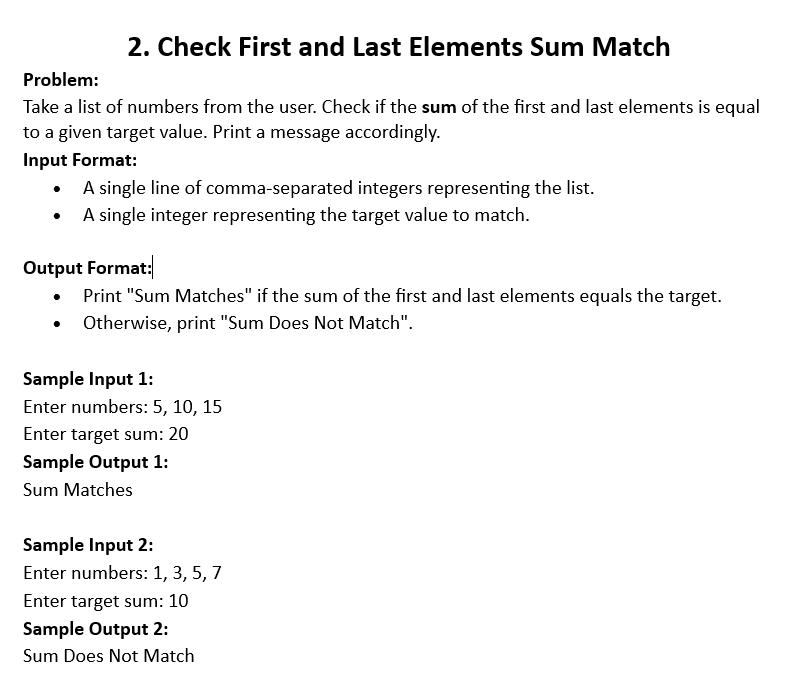 2. Check First and Last Elements Sum Match
Problem:
Take a list of numbers from the user. Check if the sum of the first and last elements is equal
to a given target value. Print a message accordingly.
Input Format:
• A single line of comma-separated integers representing the list.
• A single integer representing the target value to match.
Output Format:
• Print "Sum Matches" if the sum of the first and last elements equals the target.
• Otherwise, print "Sum Does Not Match".
Sample Input 1:
Enter numbers: 5, 10, 15
Enter target sum: 20
Sample Output 1:
Sum Matches
Sample Input 2:
Enter numbers: 1, 3, 5, 7
Enter target sum: 10
Sample Output 2:
Sum Does Not Match